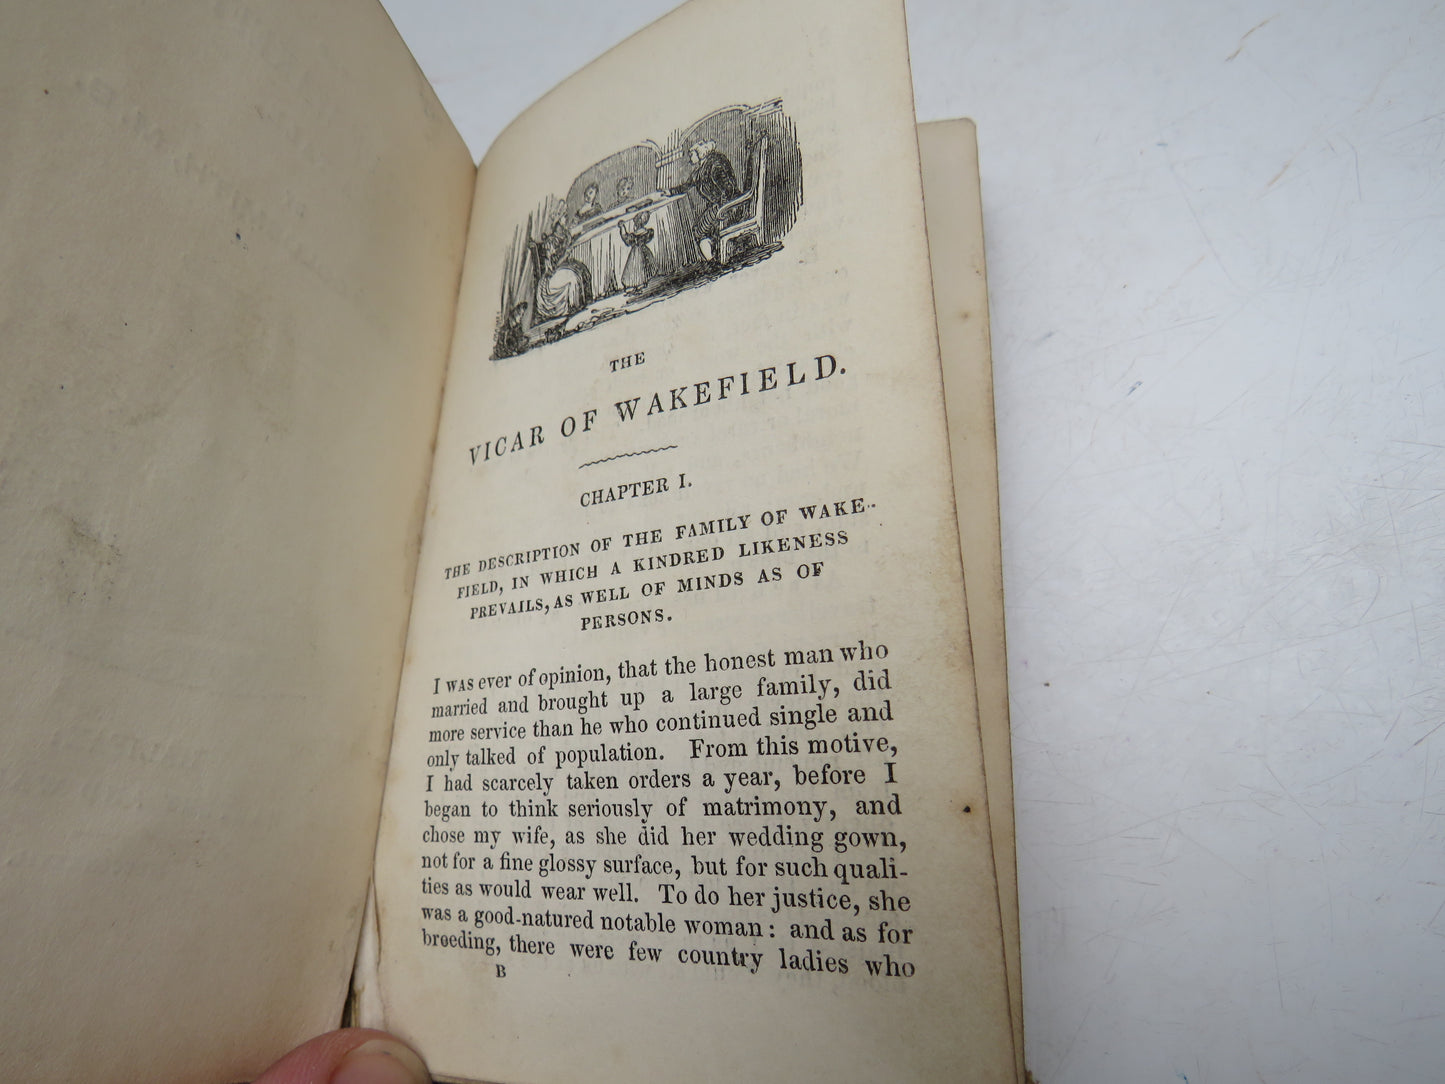 THE
VICAR OF WAKEFIELD.
CHAPTER I.
THE DESCRIPTION OF THE FAMILY OF WAKE-
FIELD, IN WHICH A KINDRED LIKENESS
PREVAILS, AS WELL OF MINDS AS OF
PERSONS.
I WAS ever of opinion, that the honest man who
married and brought up a large family, did
more service than he who continued single and
only talked of population. From this motive,
I had scarcely taken orders a year, before I
began to think seriously of matrimony, and
chose my wife, as she did her wedding gown,
not for a fine glossy surface, but for such quali-
ties as would wear well. To do her justice, she
was a good-natured notable woman: and as for
breeding, there were few country ladies who
B